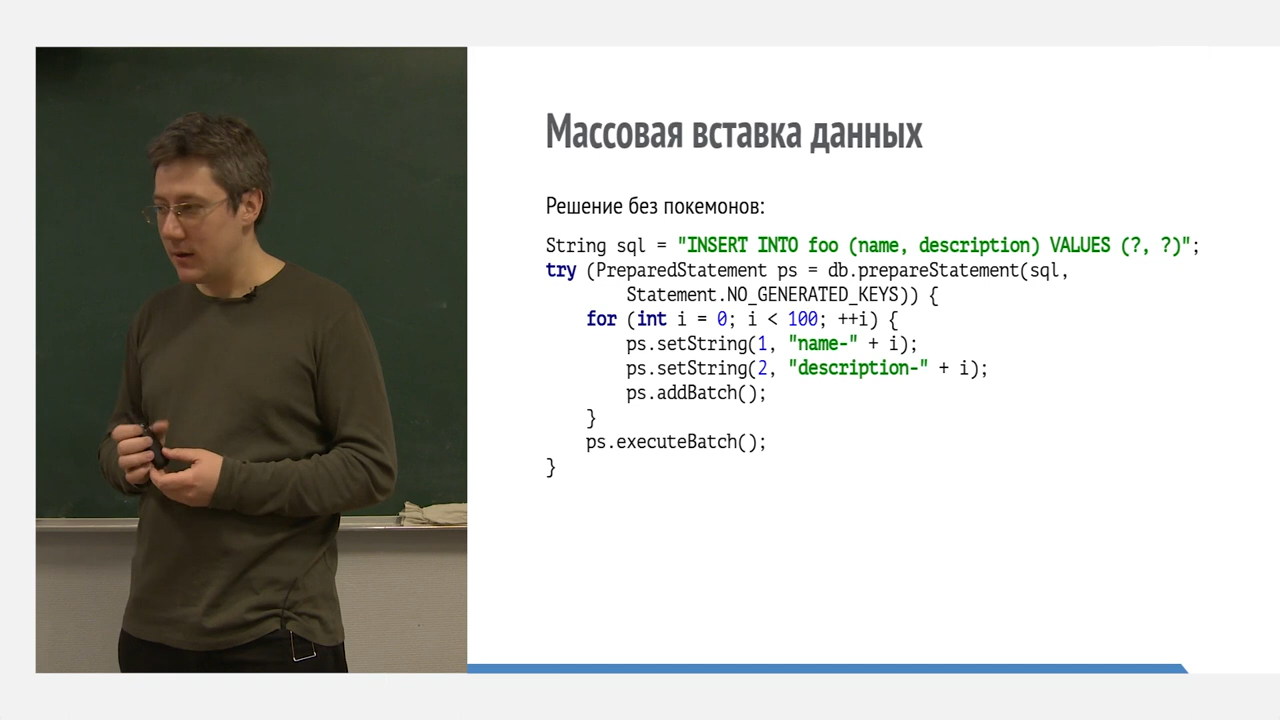 Массовая вставка данных
Решение без покемонов:
String sql = "INSERT INTO foo (name, description) VALUES (?, ?)";
try (PreparedStatement ps = db.prepareStatement(sql,
Statement.NO_GENERATED_KEYS)) {
for (int i = 0; i < 100; ++i) {
ps.setString(1, "name-" + i);
ps.setString(2, "description-" + i);
ps.addBatch();
}
ps.executeBatch();
}